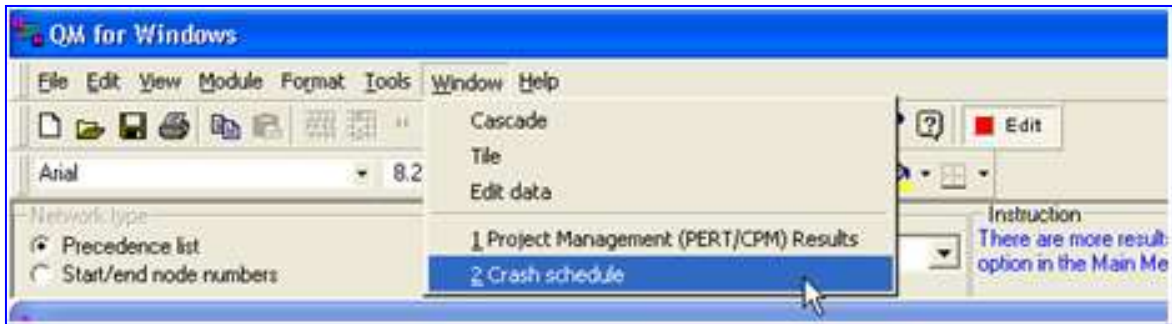 QM for Windows
File Edit View Module Format Tools Window Help
Cascade
Edit
Tile
Arial 8.2
Edit data
Network type
Instruction
Precedence list
1 Project Management (PERT/CPM) Results
There are more result
Start/end node numbers
2 Crash schedule
option in the Main Me